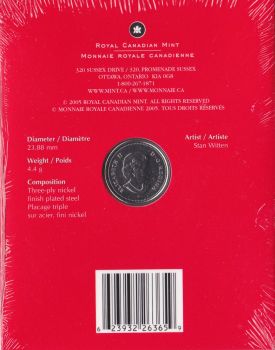 ROYAL CANADIAN MINT
MONNAIE ROYALE CANADIENNE
320 SUSSEX DRIVE / 320, PROMENADE SUSSEX
OTTAWA, ONTARIO K1A 0G8
1-800-267-1871
WWW.MINT.CA / WWW.MONNAIE.CA
© 2005 ROYAL CANADIAN MINT. ALL RIGHTS RESERVED
© MONNAIE ROYALE CANADIENNE 2005. TOUS DROITS RÉSERVÉS
Diameter / Diamètre
23.88 mm
Weight / Poids
4.4 g
Composition
Three-ply nickel
finish plated steel
Placage triple
sur acier, fini nickel
Artist / Artiste
Stan Witten
ELIZABETH II
D·G·REGINA
6 23932 26365 9